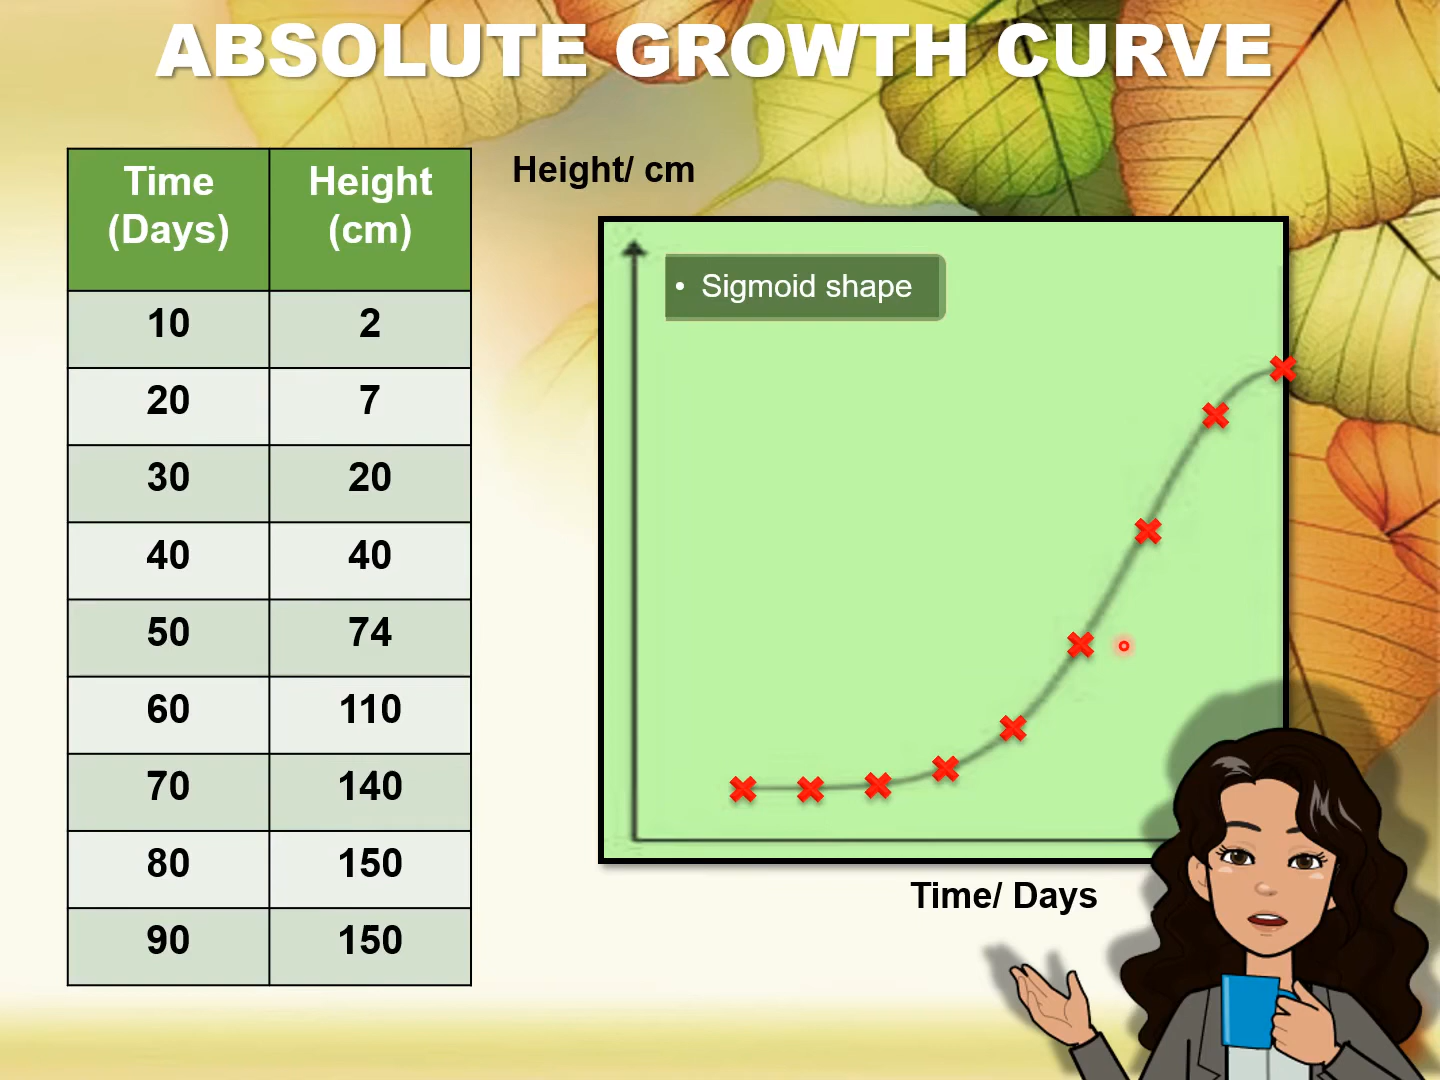 ABSOLUTE GROWTH CURVE
Time (Days) Height (cm)
10 2
20 7
30 20
40 40
50 74
60 110
70 140
80 150
90 150
Height/ cm
• Sigmoid shape
Time/ Days